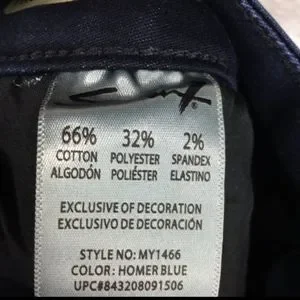 66% 32% 2%
COTTON POLYESTER SPANDEX
ALGODÓN POLIÉSTER ELASTINO
EXCLUSIVE OF DECORATION
EXCLUSIVO DE DECORACIÓN
STYLE NO: MY1466
COLOR: HOMER BLUE
UPC#843208091506